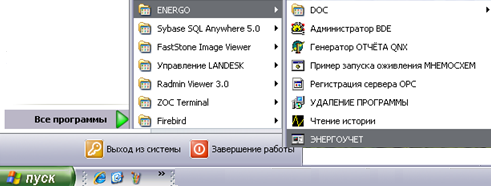 ENERGO
Sybase SQL Anywhere 5.0
FastStone Image Viewer
Управление LANDESK
Radmin Viewer 3.0
ZOC Terminal
Firebird
DOC
Администратор BDE
Генератор ОТЧЁТА QNX
Пример запуска оживления МНЕМОСХЕМ
Регистрация сервера OPC
УДАЛЕНИЕ ПРОГРАММЫ
Чтение истории
ЭНЕРГОУЧЕТ
Все программы
Выход из системы
Завершение работы
пуск